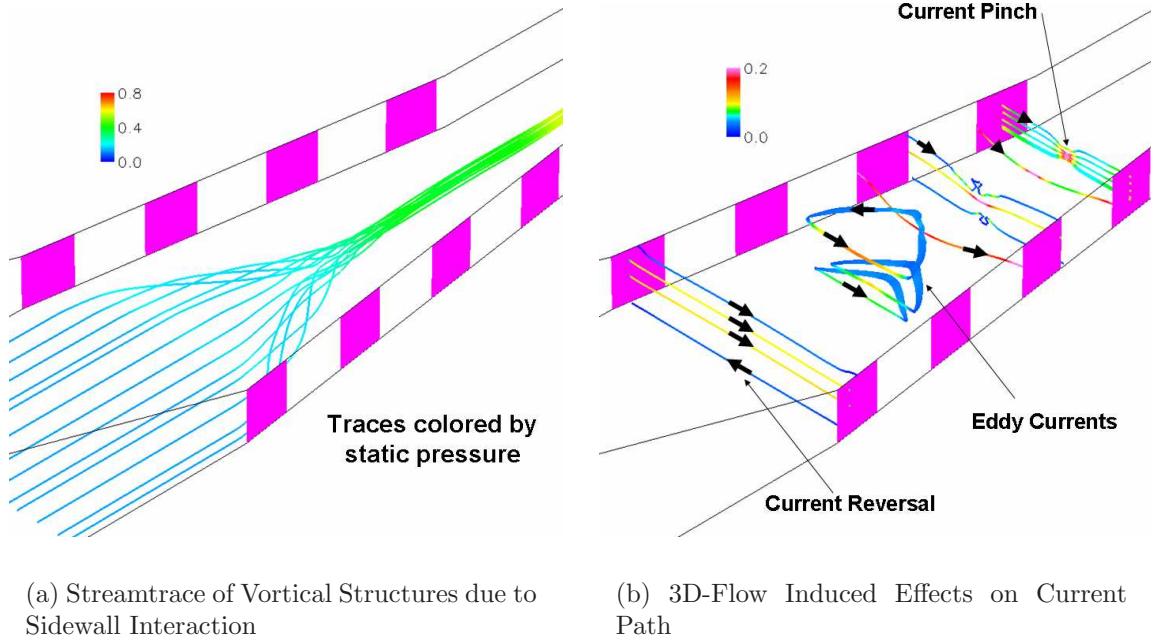 0.8
0.4
0.0
Traces colored by
static pressure
Current Pinch
0.2
0.0
Eddy Currents
Current Reversal
(a) Streamtrace of Vortical Structures due to
Sidewall Interaction
(b) 3D-Flow Induced Effects on Current
Path